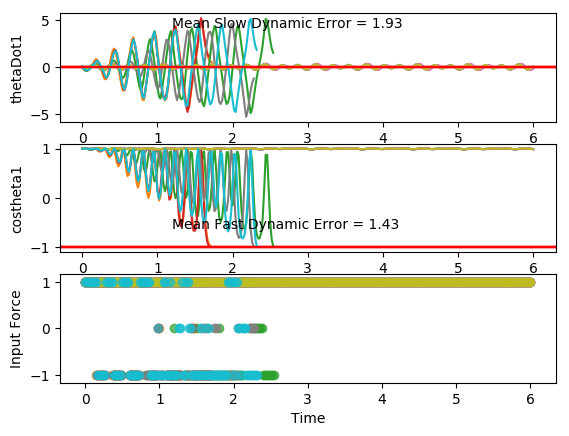 Mean Slow Dynamic Error = 1.93
thetaDot1
5
0
−5
0 1 2 3 4 5 6
Mean Fast Dynamic Error = 1.43
costheta1
1
0
−1
0 1 2 3 4 5 6
Input Force
1
0
−1
0 1 2 3 4 5 6
Time